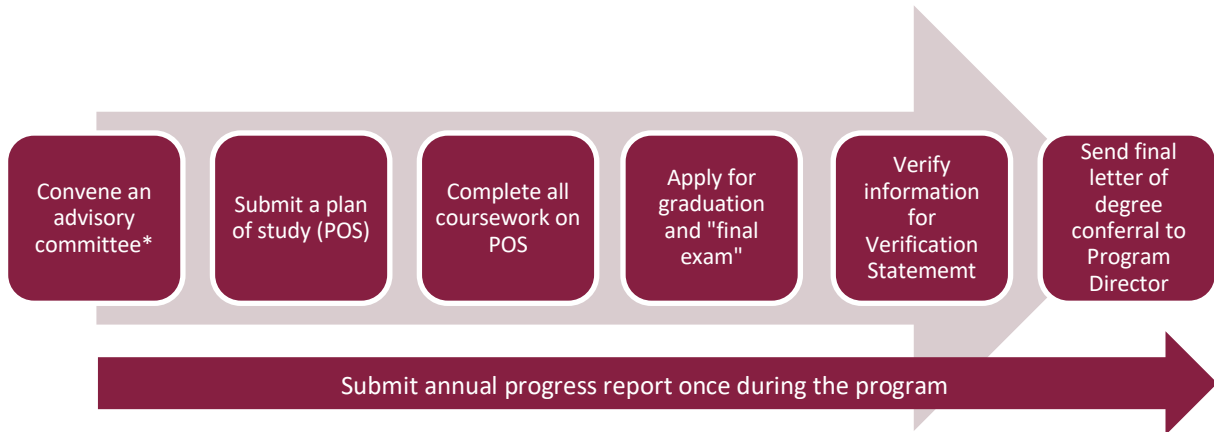 Convene an
advisory
committee*
Submit a plan
of study (POS)
Complete all
coursework on
POS
Apply for
graduation
and "final
exam"
Verify
information
for
Verification
Statememt
Send final
letter of
degree
conferral to
Program
Director
Submit annual progress report once during the program